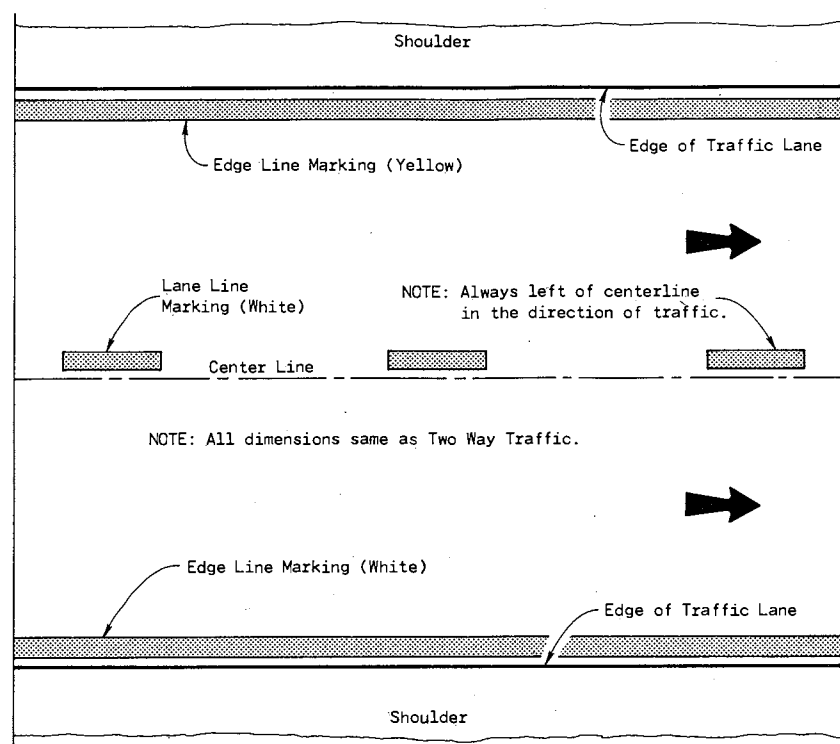 Shoulder
Edge of Traffic Lane
Edge Line Marking (Yellow)
Lane Line
Marking (White)
NOTE: Always left of centerline
in the direction of traffic.
Center Line
NOTE: All dimensions same as Two Way Traffic.
Edge Line Marking (White)
Edge of Traffic Lane
Shoulder